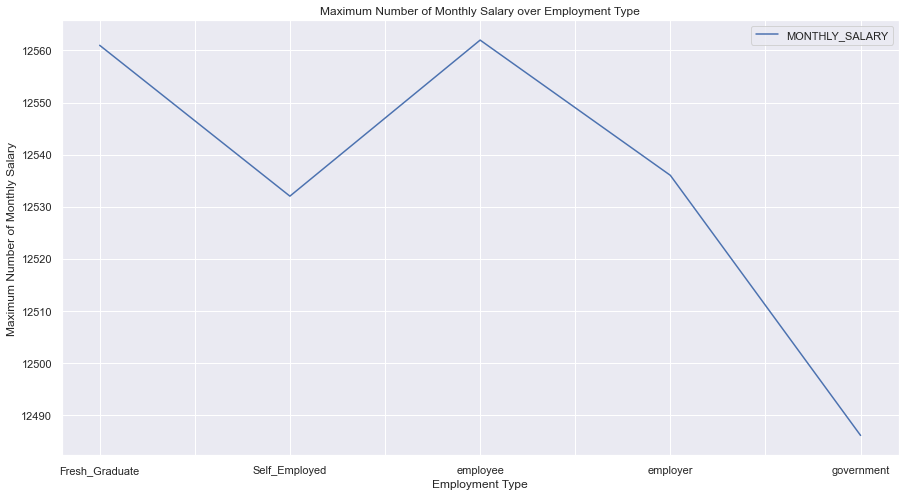 Maximum Number of Monthly Salary over Employment Type
MONTHLY_SALARY
12560
12550
12540
12530
12520
12510
12500
12490
Maximum Number of Monthly Salary
Fresh_Graduate
Self_Employed
employee
employer
government
Employment Type